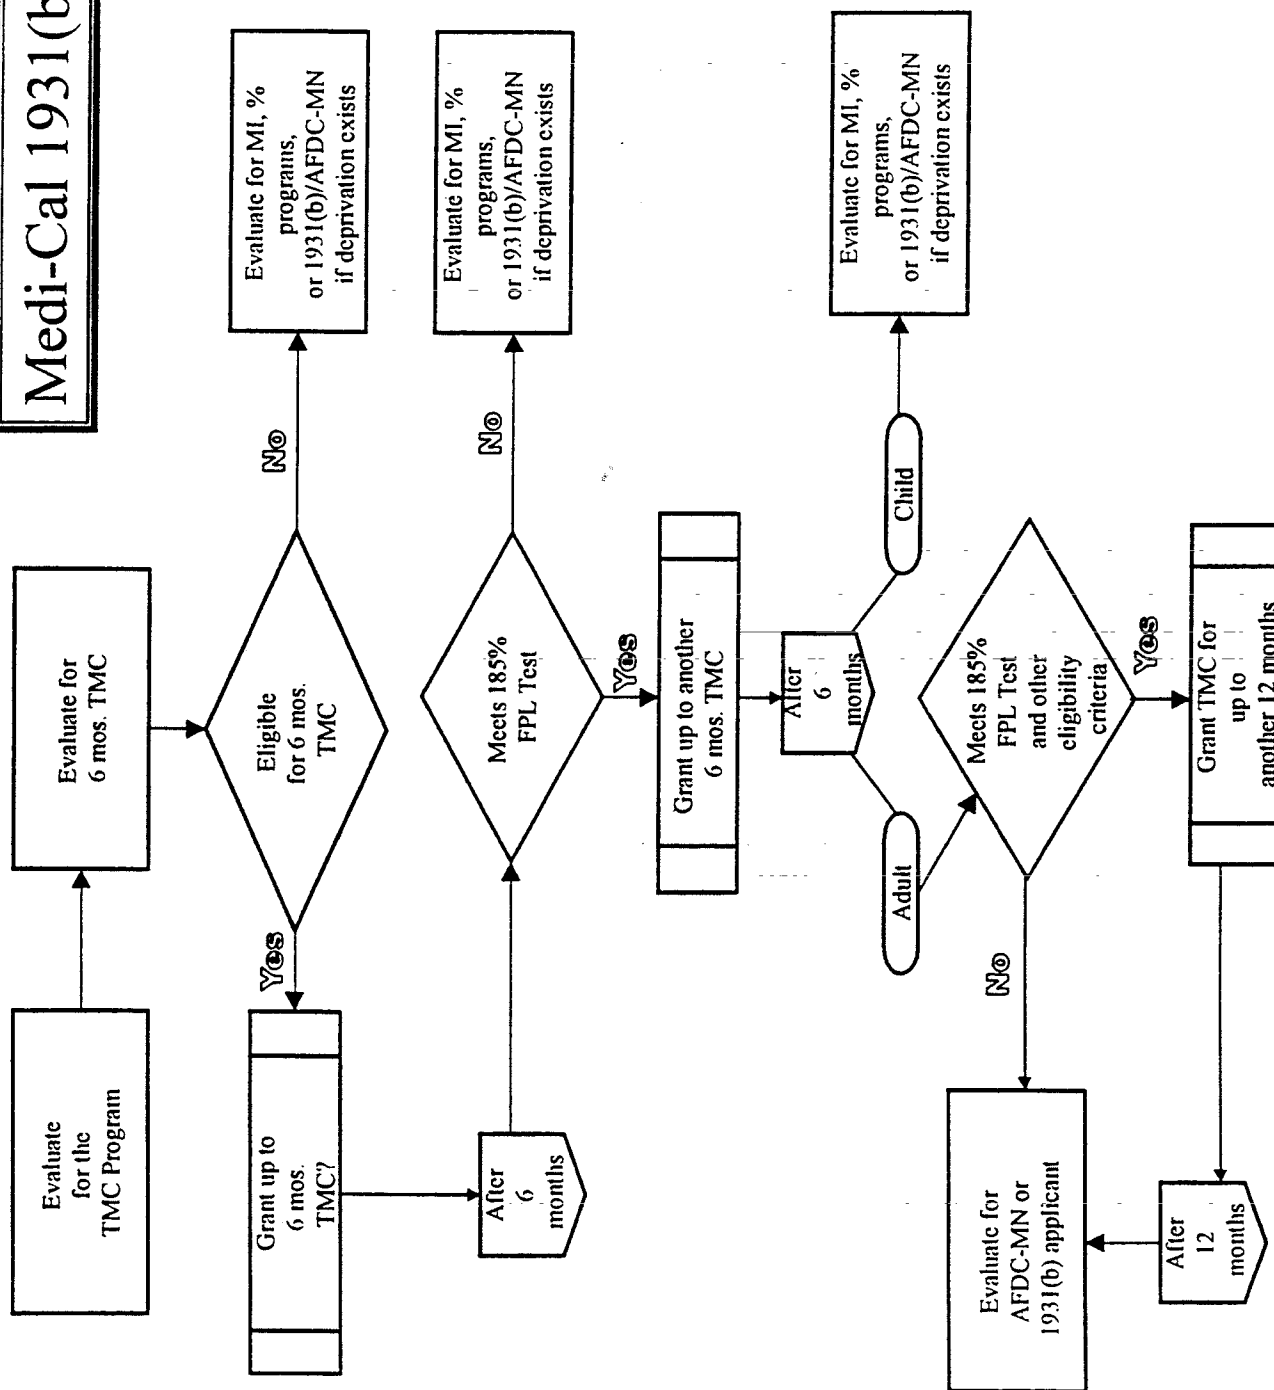 Medi-Cal 1931(b
Evaluate
for the
TMC Program
Evaluate for
6 mos. TMC
Eligible
for 6 mos.
TMC
No
Evaluate for MI, %
programs,
or 1931(b)/AFDC-MN
if deprivation exists
Yes
Grant up to
6 mos.
TMC?
After
6
months
Meets 185%
FPL Test
No
Evaluate for MI, %
programs,
or 1931(b)/AFDC-MN
if deprivation exists
Yes
Grant up to another
6 mos. TMC
After
6
months
Adult
Child
Evaluate for MI, %
programs,
or 1931(b)/AFDC-MN
if deprivation exists
Meets 185%
FPL Test
and other
eligibility
criteria
No
Evaluate for
AFDC-MN or
1931(b) applicant
Yes
Grant TMC for
up to
another 12 months
After
12
months